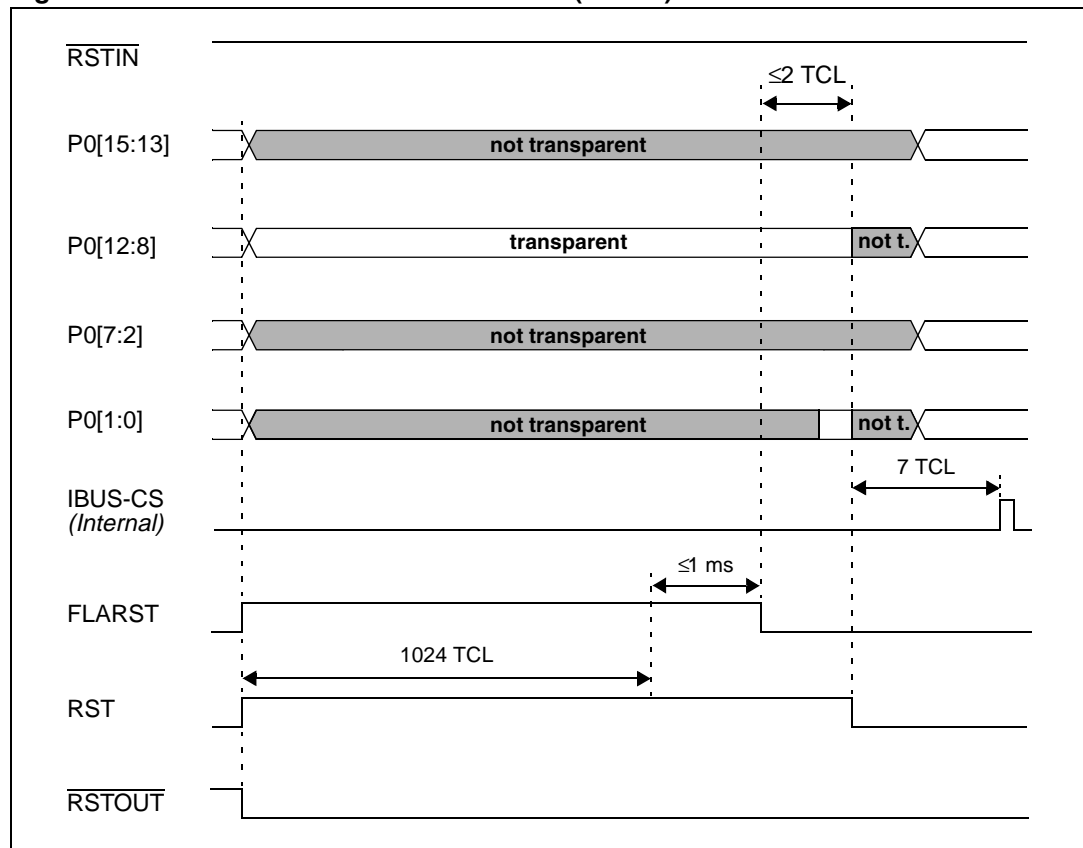 RSTIN
≤2 TCL
P0[15:13]
not transparent
P0[12:8]
transparent
not t.
P0[7:2]
not transparent
P0[1:0]
not transparent
not t.
7 TCL
IBUS-CS
(Internal)
≤1 ms
FLARST
1024 TCL
RST
RSTOUT